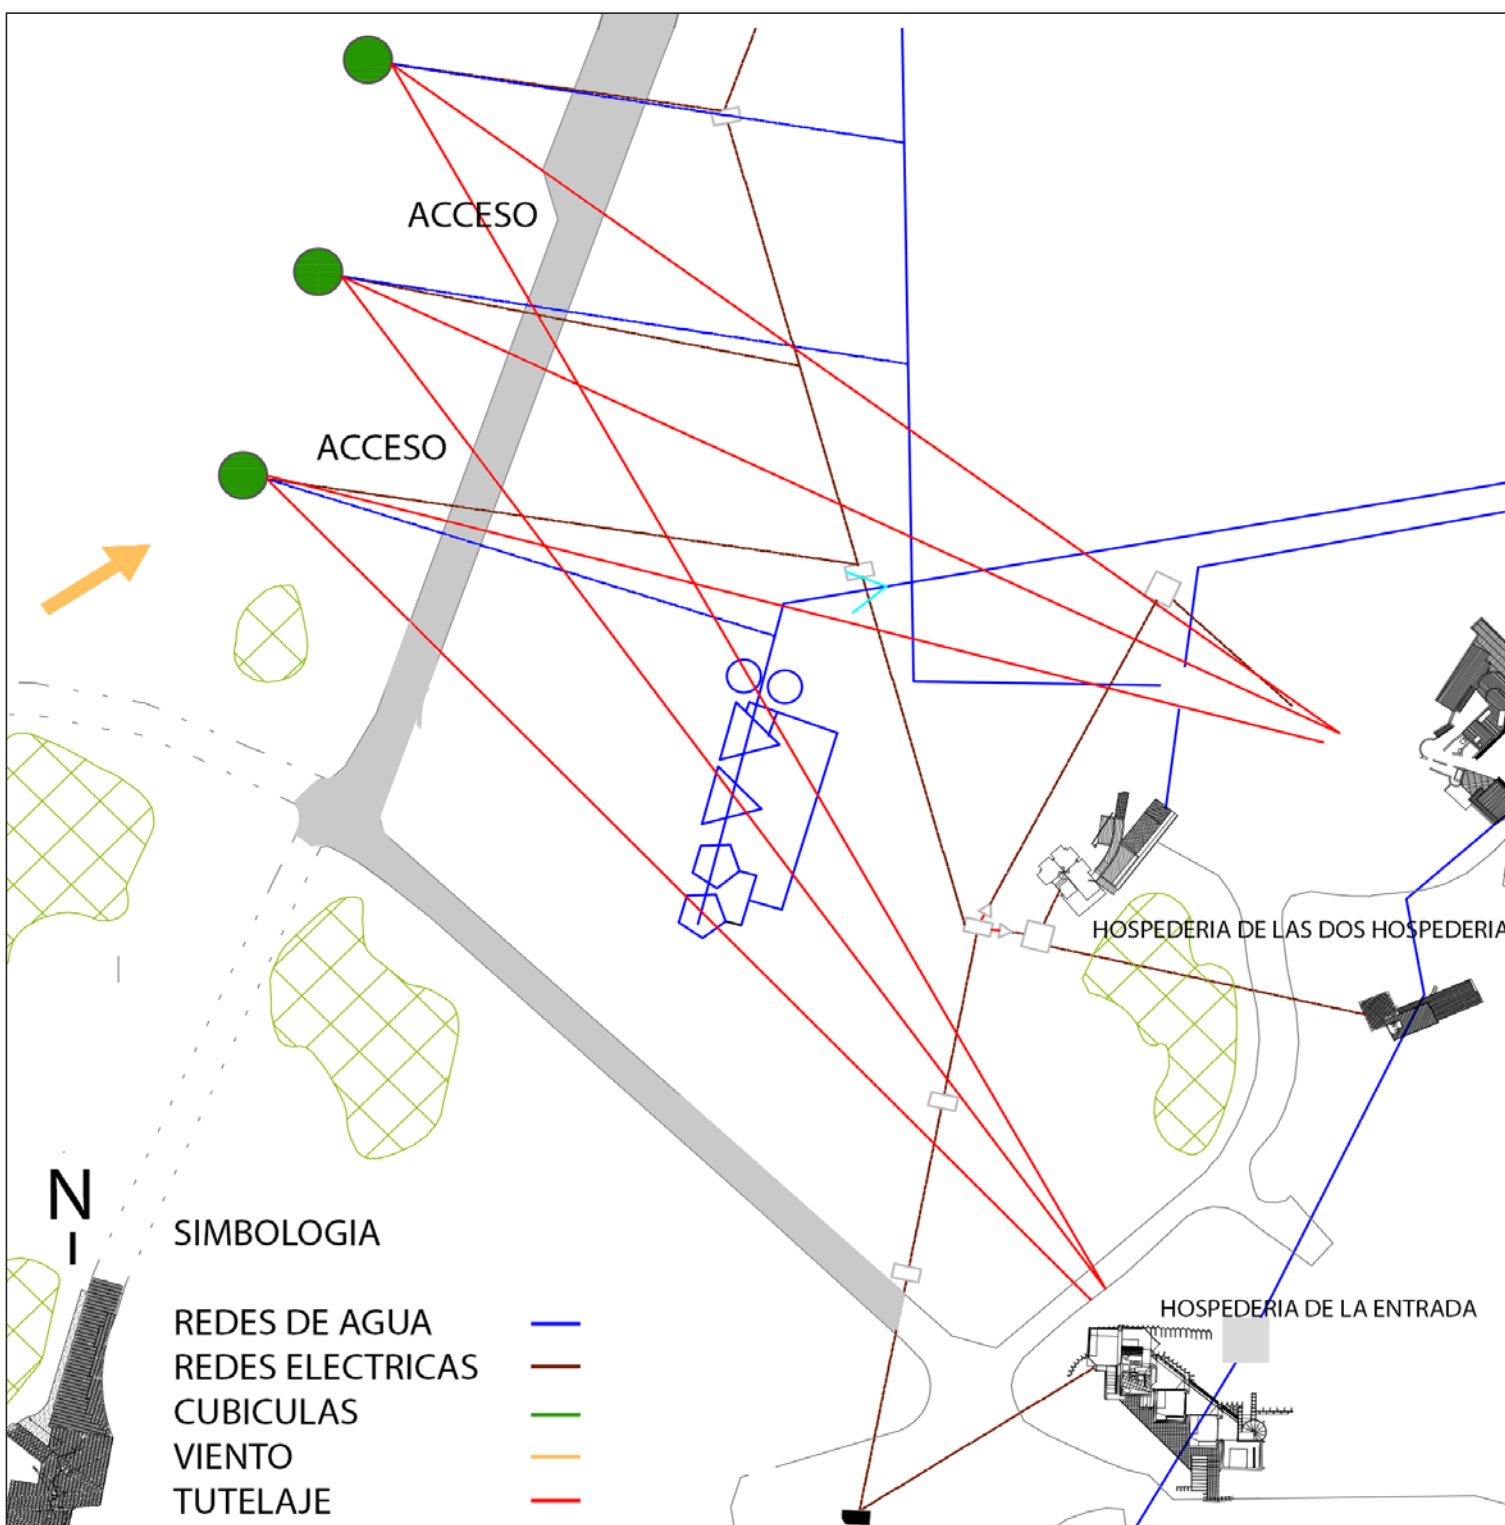 ACCESO
ACCESO
HOSPEDERIA DE LAS DOS HOSPEDERIA
N
SIMBOLOGIA
HOSPEDERIA DE LA ENTRADA
REDES DE AGUA
REDES ELECTRICAS
CUBICULAS
VIENTO
TUTELAJE